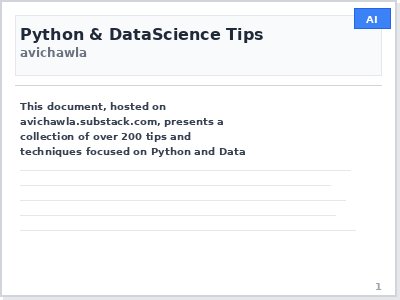 AI
Python & DataScience Tips
avichawla
This document, hosted on
avichawla.substack.com, presents a
collection of over 200 tips and
techniques focused on Python and Data
1